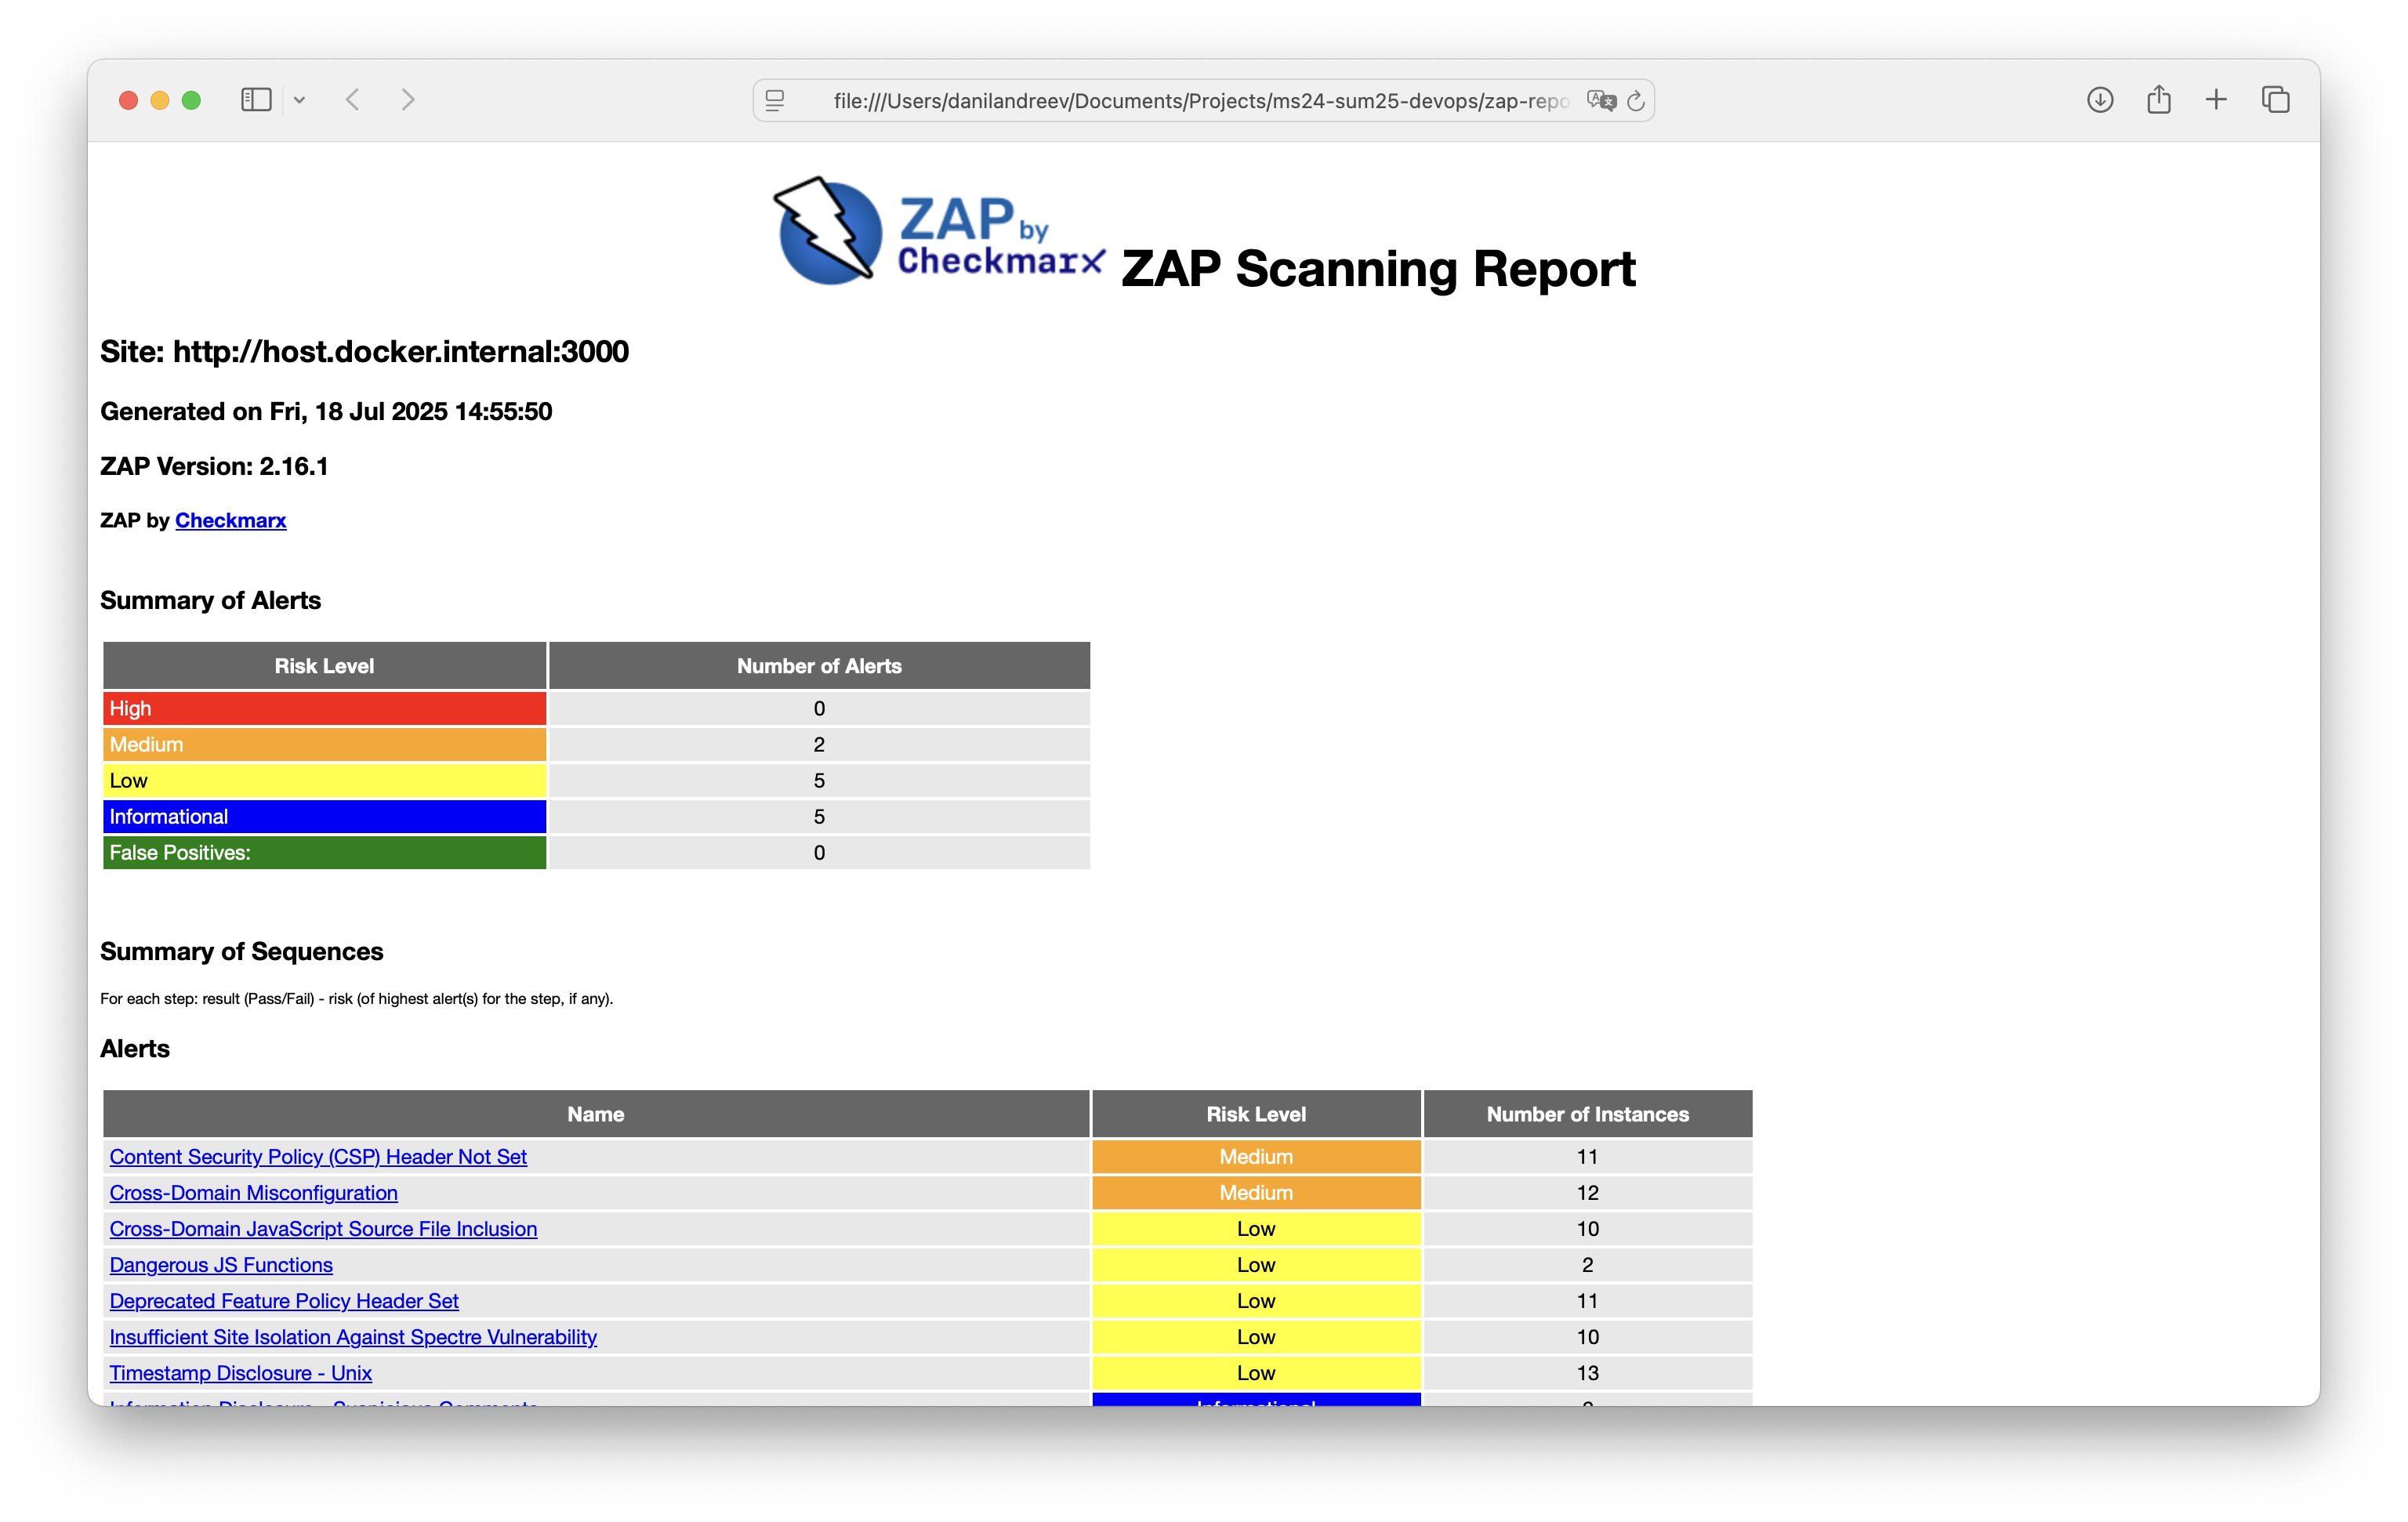 file:///Users/danilandreev/Documents/Projects/ms24-sum25-devops/zap-repo
ZAP by
Checkmarx ZAP Scanning Report
Site: http://host.docker.internal:3000
Generated on Fri, 18 Jul 2025 14:55:50
ZAP Version: 2.16.1
ZAP by Checkmarx
Summary of Alerts
Risk Level Number of Alerts
High 0
Medium 2
Low 5
Informational 5
False Positives: 0
Summary of Sequences
For each step: result (Pass/Fail) - risk (of highest alert(s) for the step, if any).
Alerts
Name Risk Level Number of Instances
Content Security Policy (CSP) Header Not Set Medium 11
Cross-Domain Misconfiguration Medium 12
Cross-Domain JavaScript Source File Inclusion Low 10
Dangerous JS Functions Low 2
Deprecated Feature Policy Header Set Low 11
Insufficient Site Isolation Against Spectre Vulnerability Low 10
Timestamp Disclosure - Unix Low 13
Information Disclosure - Suspicious Comments Informational